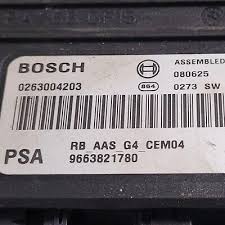 BOSCH
ASSEMBLED
080625
0263004203
864
0273 SW
PSA
RB_AAS_G4_CEM04
9663821780